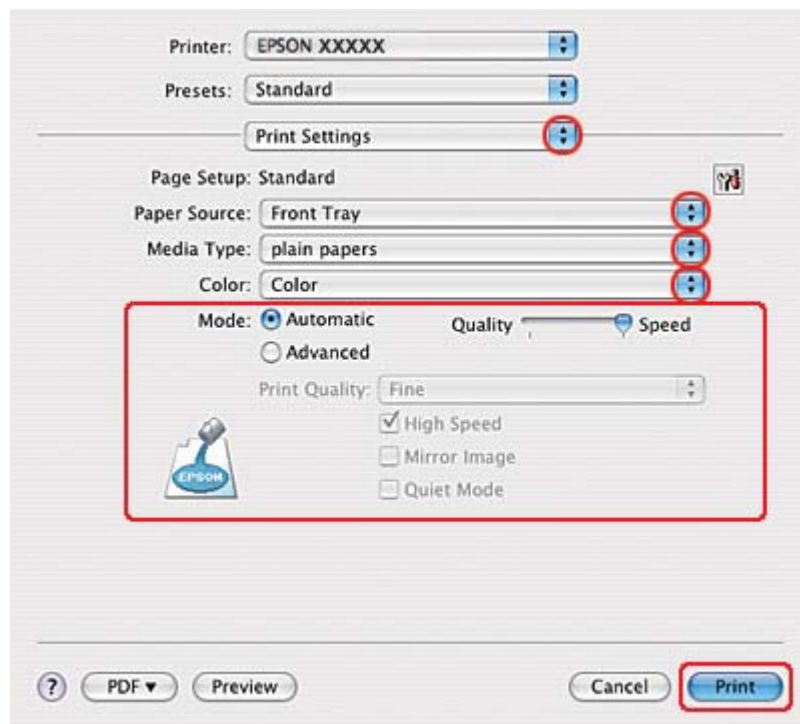 Printer: EPSON XXXXX
Presets: Standard
Print Settings
Page Setup: Standard
Paper Source: Front Tray
Media Type: plain papers
Color: Color
Mode: Automatic Quality Speed
Advanced
Print Quality: Fine
High Speed
Mirror Image
Quiet Mode
EPSON
? PDF Preview Cancel Print